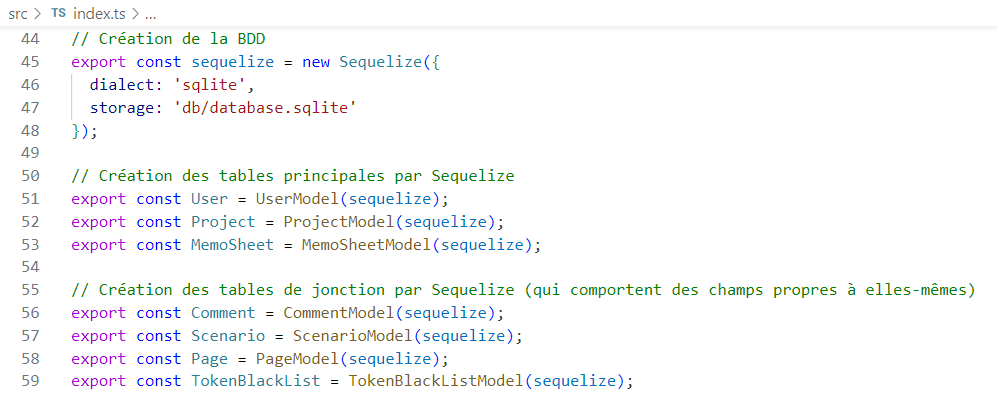 src > TS index.ts > ...
44 // Création de la BDD
45 export const sequelize = new Sequelize({
46 dialect: 'sqlite',
47 storage: 'db/database.sqlite'
48 });
49
50 // Création des tables principales par Sequelize
51 export const User = UserModel(sequelize);
52 export const Project = ProjectModel(sequelize);
53 export const MemoSheet = MemoSheetModel(sequelize);
54
55 // Création des tables de jonction par Sequelize (qui comportent des champs propres à elles-mêmes)
56 export const Comment = CommentModel(sequelize);
57 export const Scenario = ScenarioModel(sequelize);
58 export const Page = PageModel(sequelize);
59 export const TokenBlackList = TokenBlackListModel(sequelize);